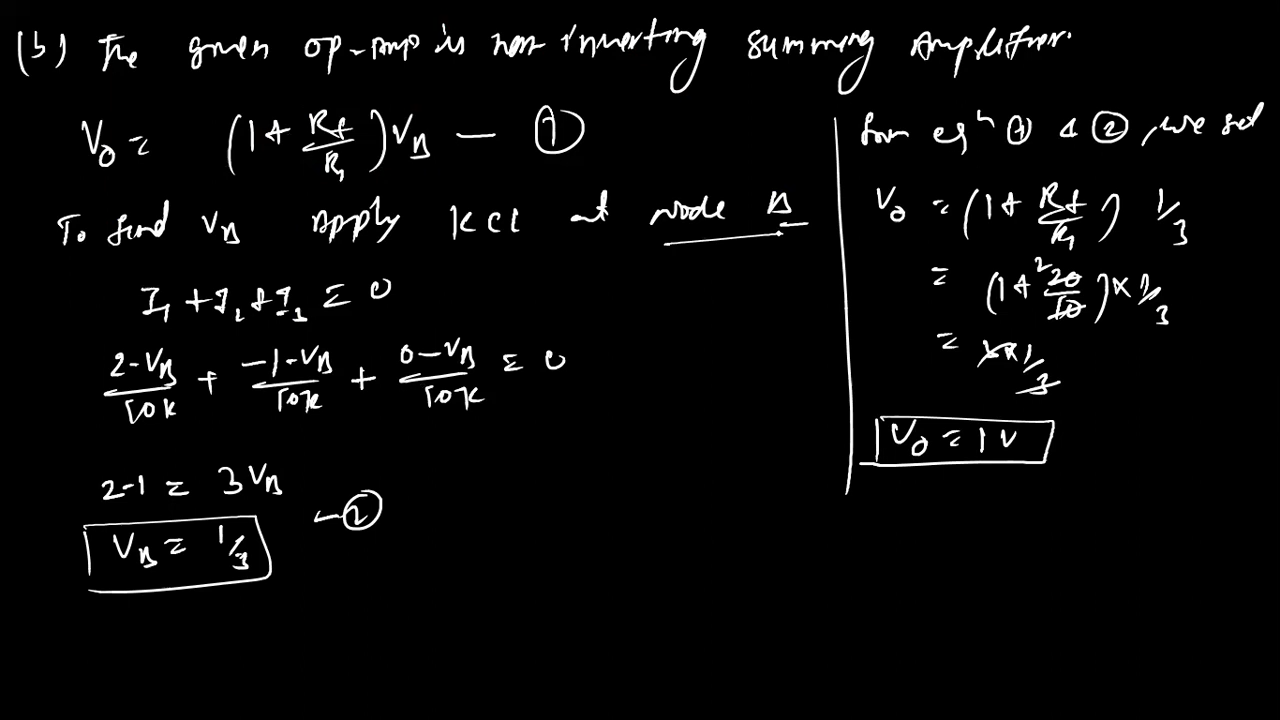 (b) The given op-Amp is non inverting summing Amplifier.
V₀ = (1 + Rf/R₁) VB — ①
To find VB apply KCL at node B
I₁ + I₂ + I₃ = 0
2-VB/10K + -1-VB/10K + 0-VB/10K = 0
2-1 = 3VB
VB = 1/3 — ②
from eqⁿ ① & ②, we get
V₀ = (1 + Rf/R₁) 1/3
= (1 + 20/10) × 1/3
V₀ = 1V